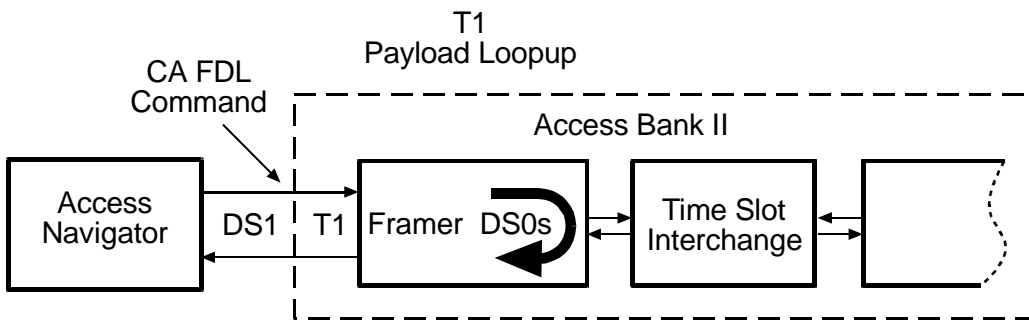 T1
Payload Loopup
CA FDL
Command
Access Bank II
Access
Navigator
DS1
T1
Framer DS0s
Time Slot
Interchange